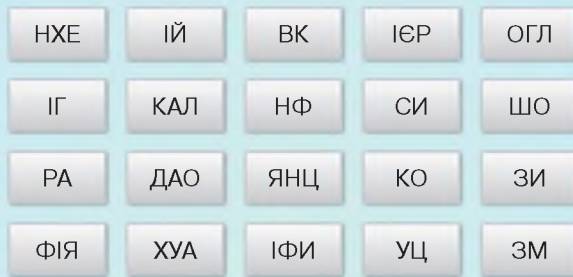 НХЕ ІЙ ВК ІЄР ОГЛ
ІГ КАЛ НФ СИ ШО
РА ДАО ЯНЦ КО ЗИ
ФІЯ ХУА ІФИ УЦ ЗМ